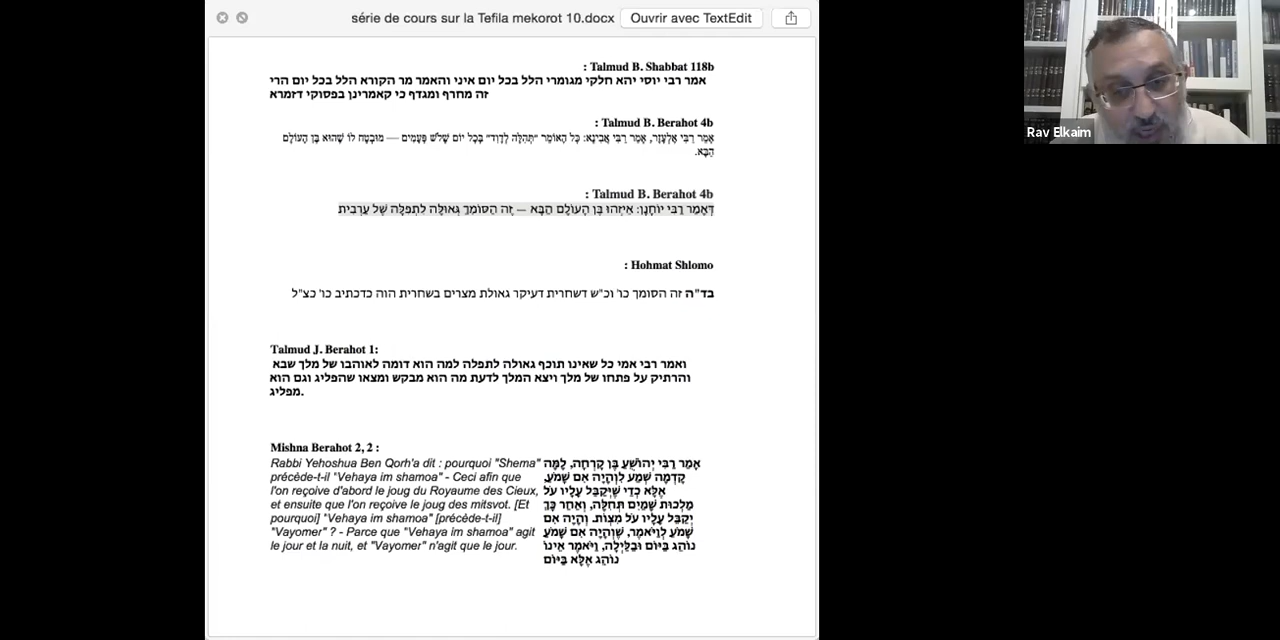 série de cours sur la Tefila mekorot 10.docx
Ouvrir avec TextEdit
Rav Elkaim
Talmud B. Shabbat 118b :
אמר רבי יוסי יהא חלקי מגומרי הלל בכל יום איני והאמר מר הקורא הלל בכל יום הרי
זה מחרף ומגדף כי קאמרינן בפסוקי דזמרא
Talmud B. Berahot 4b :
אָמַר רַבִּי אֶלְעָזָר, אָמַר רַבִּי אֲבִינָא: כׇּל הָאוֹמֵר ״תְּהִלָּה לְדָוִד״ בְּכָל יוֹם שָׁלֹשׁ פְּעָמִים — מוּבְטָח לוֹ שֶׁהוּא בֶּן הָעוֹלָם
הַבָּא.
Talmud B. Berahot 4b :
דְּאָמַר רַבִּי יוֹחָנָן: אֵיזֶהוּ בֶּן הָעוֹלָם הַבָּא — זֶה הַסּוֹמֵךְ גְּאוּלָּה לִתְפִלָּה שֶׁל עַרְבִית
Hohmat Shlomo :
בד"ה זה הסומך כו' וכ"ש דשחרית דעיקר גאולת מצרים בשחרית הוה כדכתיב כו' כצ"ל
Talmud J. Berahot 1:
ואמר רבי אמי כל שאינו תוכף גאולה לתפלה למה הוא דומה לאוהבו של מלך שבא
והרתיק על פתחו של מלך ויצא המלך לדעת מה הוא מבקש ומצאו שהפליג וגם הוא
מפליג.
Mishna Berahot 2, 2 :
Rabbi Yehoshua Ben Qorh'a dit : pourquoi "Shema"
précède-t-il "Vehaya im shamoa" - Ceci afin que
l'on reçoive d'abord le joug du Royaume des Cieux,
et ensuite que l'on reçoive le joug des mitsvot. [Et
pourquoi] "Vehaya im shamoa" [précède-t-il]
"Vayomer" ? - Parce que "Vehaya im shamoa" agit
le jour et la nuit, et "Vayomer" n'agit que le jour.
אָמַר רַבִּי יְהוֹשֻׁעַ בֶּן קָרְחָה, לָמָּה
קָדְמָה שְׁמַע לִוְהָיָה אִם שָׁמֹעַ,
אֶלָּא כְדֵי שֶׁיְּקַבֵּל עָלָיו עֹל
מַלְכוּת שָׁמַיִם תְּחִלָּה, וְאַחַר כָּךְ
יְקַבֵּל עָלָיו עֹל מִצְוֹת. וְהָיָה אִם
שָׁמֹעַ לְוַיֹּאמֶר, שֶׁוְּהָיָה אִם שָׁמֹעַ
נוֹהֵג בַּיּוֹם וּבַלַּיְלָה, וַיֹּאמֶר אֵינוֹ
נוֹהֵג אֶלָּא בַּיּוֹם